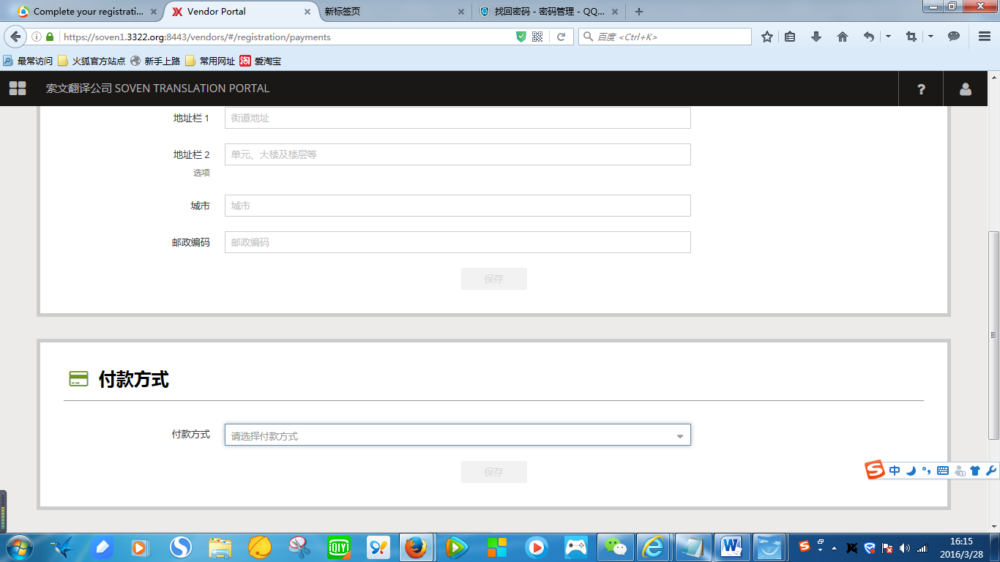 Complete your registrati...
Vendor Portal
新标签页
找回密码 - 密码管理 - QQ...
https://soven1.3322.org:8443/vendors/#/registration/payments
百度 <Ctrl+K>
最常访问 火狐官方站点 新手上路 常用网址 淘 爱淘宝
索文翻译公司 SOVEN TRANSLATION PORTAL
?
地址栏 1
街道地址
地址栏 2
单元、大楼及楼层等
选项
城市
城市
邮政编码
邮政编码
保存
付款方式
付款方式
请选择付款方式
保存
S 中
iQIYI
16:15
2016/3/28